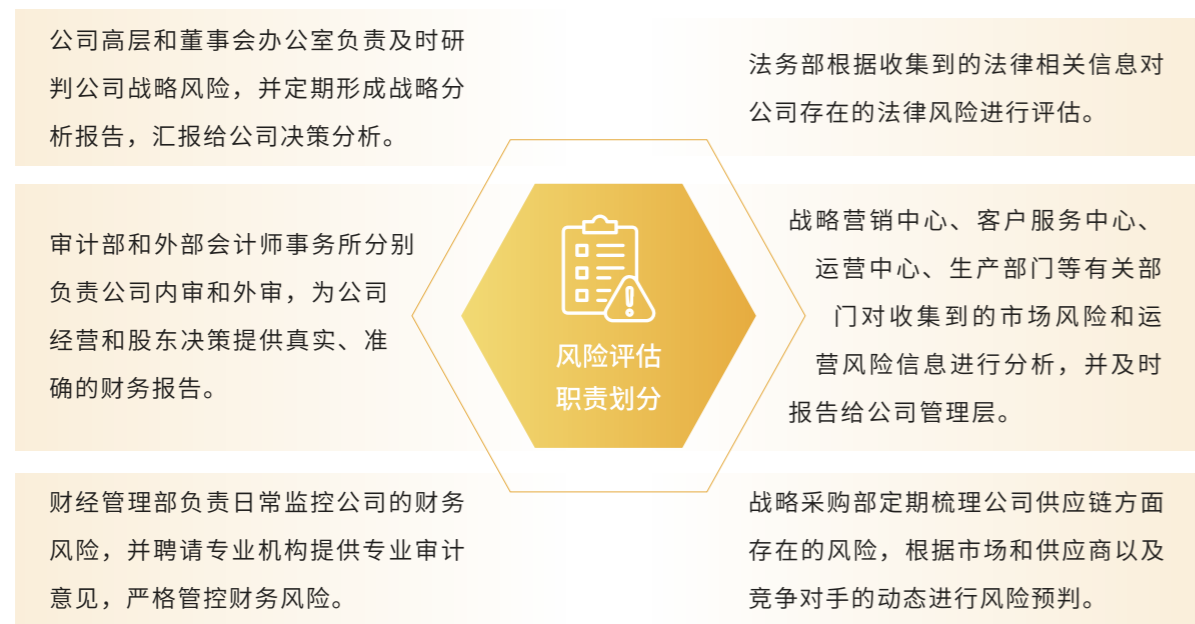 公司高层和董事会办公室负责及时研
判公司战略风险，并定期形成战略分
析报告，汇报给公司决策分析。
法务部根据收集到的法律相关信息对
公司存在的法律风险进行评估。
审计部和外部会计师事务所分别
负责公司内审和外审，为公司
经营和股东决策提供真实、准
确的财务报告。
风险评估
职责划分
战略营销中心、客户服务中心、
运营中心、生产部门等有关部
门对收集到的市场风险和运
营风险信息进行分析，并及时
报告给公司管理层。
财经管理部负责日常监控公司的财务
风险，并聘请专业机构提供专业审计
意见，严格管控财务风险。
战略采购部定期梳理公司供应链方面
存在的风险，根据市场和供应商以及
竞争对手的动态进行风险预判。